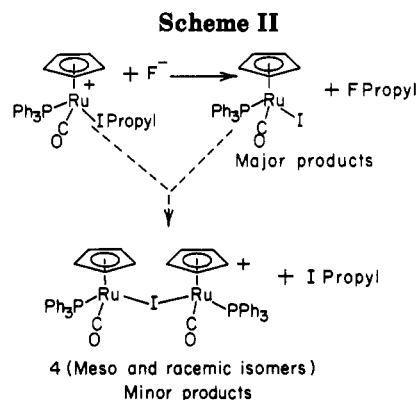 Scheme II
Ph3P Ru + I Propyl C O + F− Ph3P Ru I C O + F Propyl
Major products
Ph3P Ru C O I Ru + PPh3 C O + I Propyl
4 (Meso and racemic isomers)
Minor products